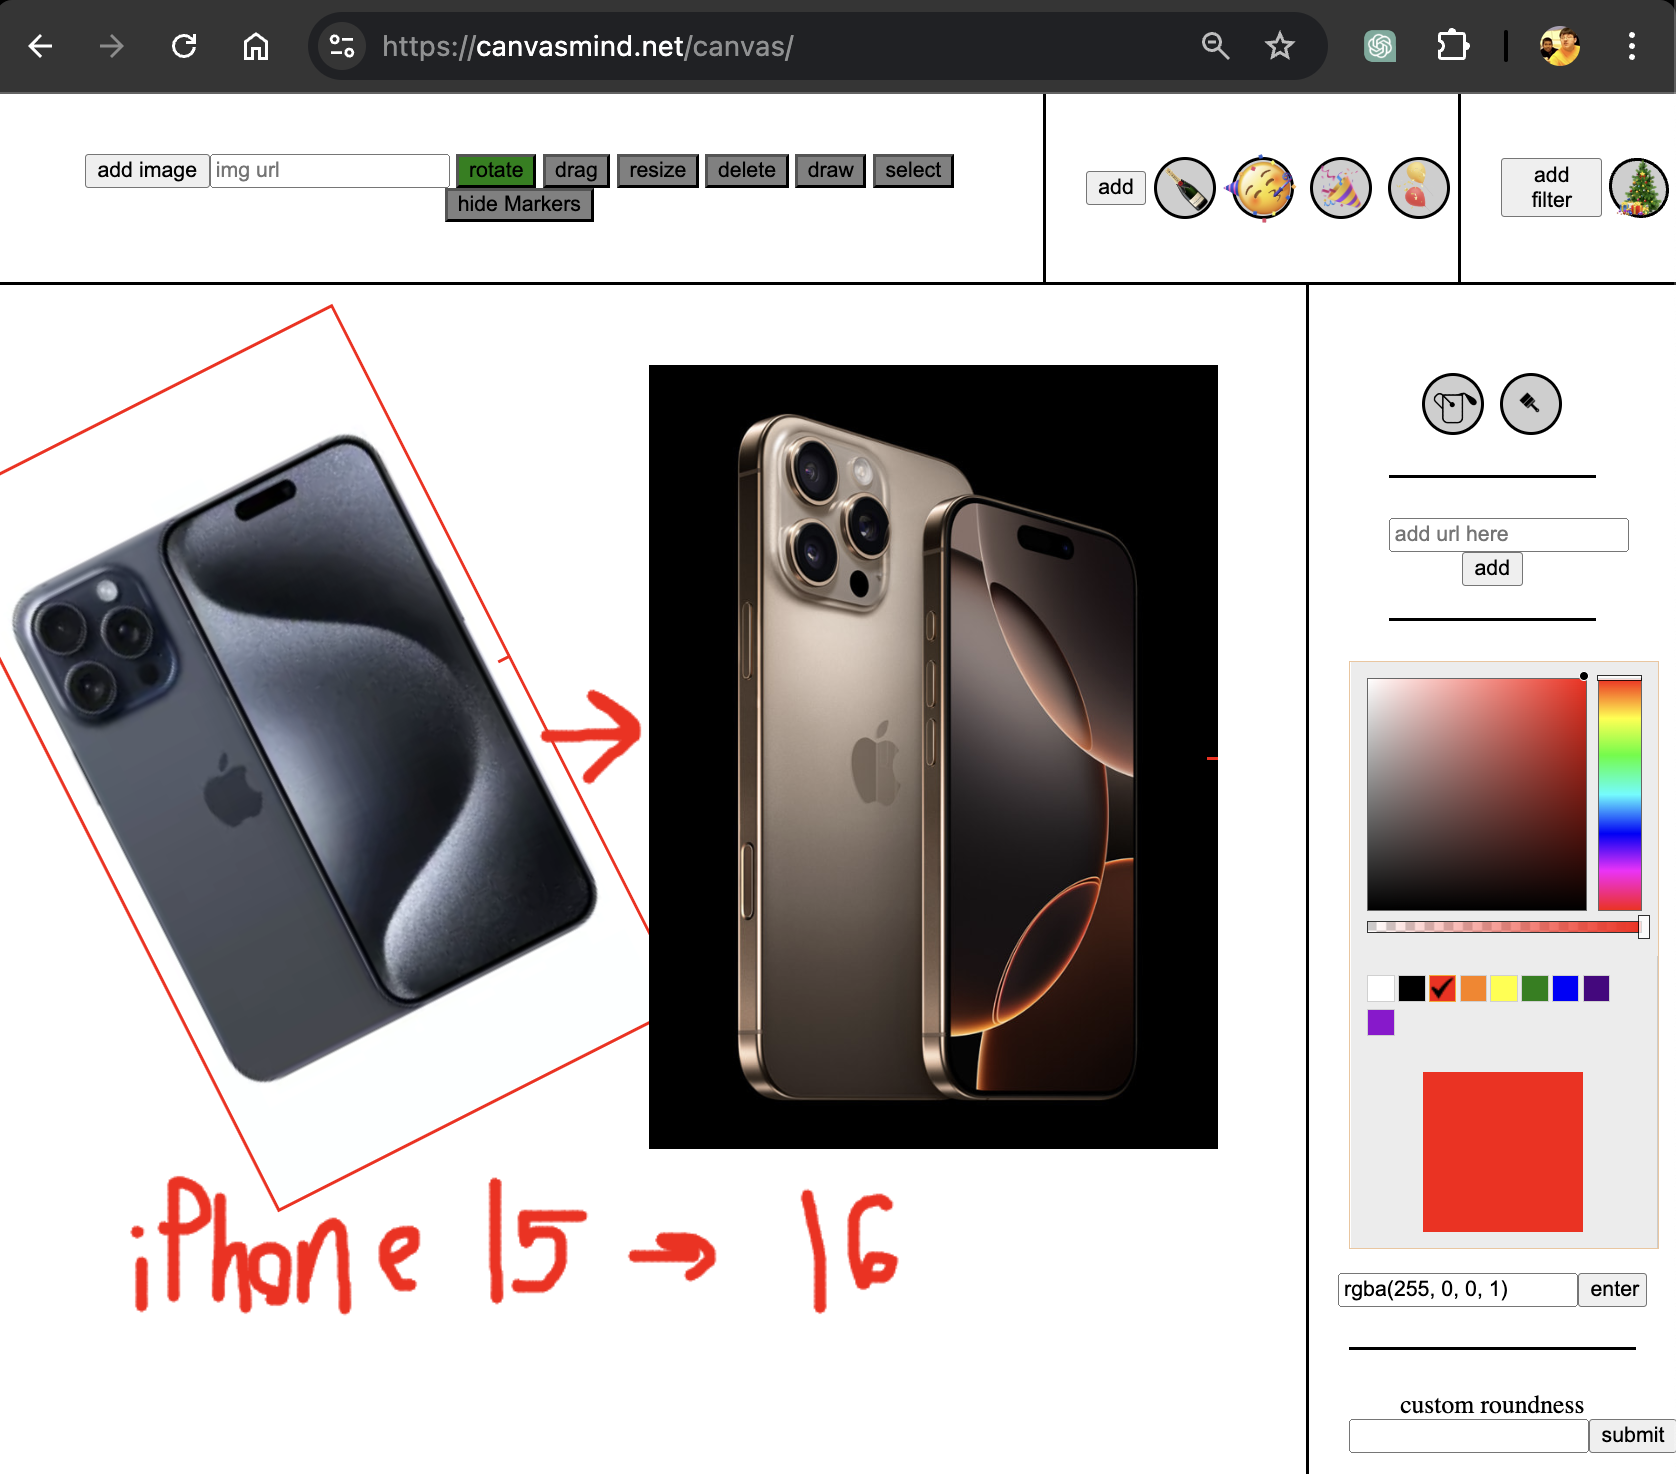 https://canvasmind.net/canvas/
add image img url rotate drag resize delete draw select
hide Markers
add
add
filter
add url here
add
iPhone 15 → 16
rgba(255, 0, 0, 1) enter
custom roundness
submit